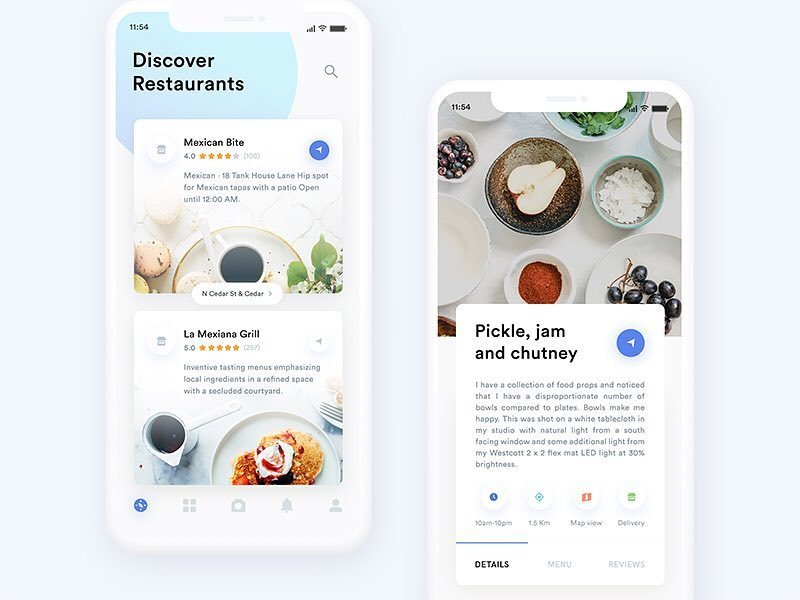 11:54
Discover
Restaurants
Mexican Bite
4.0 (100)
Mexican · 18 Tank House Lane Hip spot
for Mexican tapas with a patio Open
until 12:00 AM.
N Cedar St & Cedar >
La Mexiana Grill
5.0 (257)
Inventive tasting menus emphasizing
local ingredients in a refined space
with a secluded courtyard.
11:54
Pickle, jam
and chutney
I have a collection of food props and noticed
that I have a disproportionate number of
bowls compared to plates. Bowls make me
happy. This was shot on a white tablecloth in
my studio with natural light from a south
facing window and some additional light from
my Westcott 2 x 2 flex mat LED light at 30%
brightness.
10am-10pm 1.5 Km Map view Delivery
DETAILS MENU REVIEWS